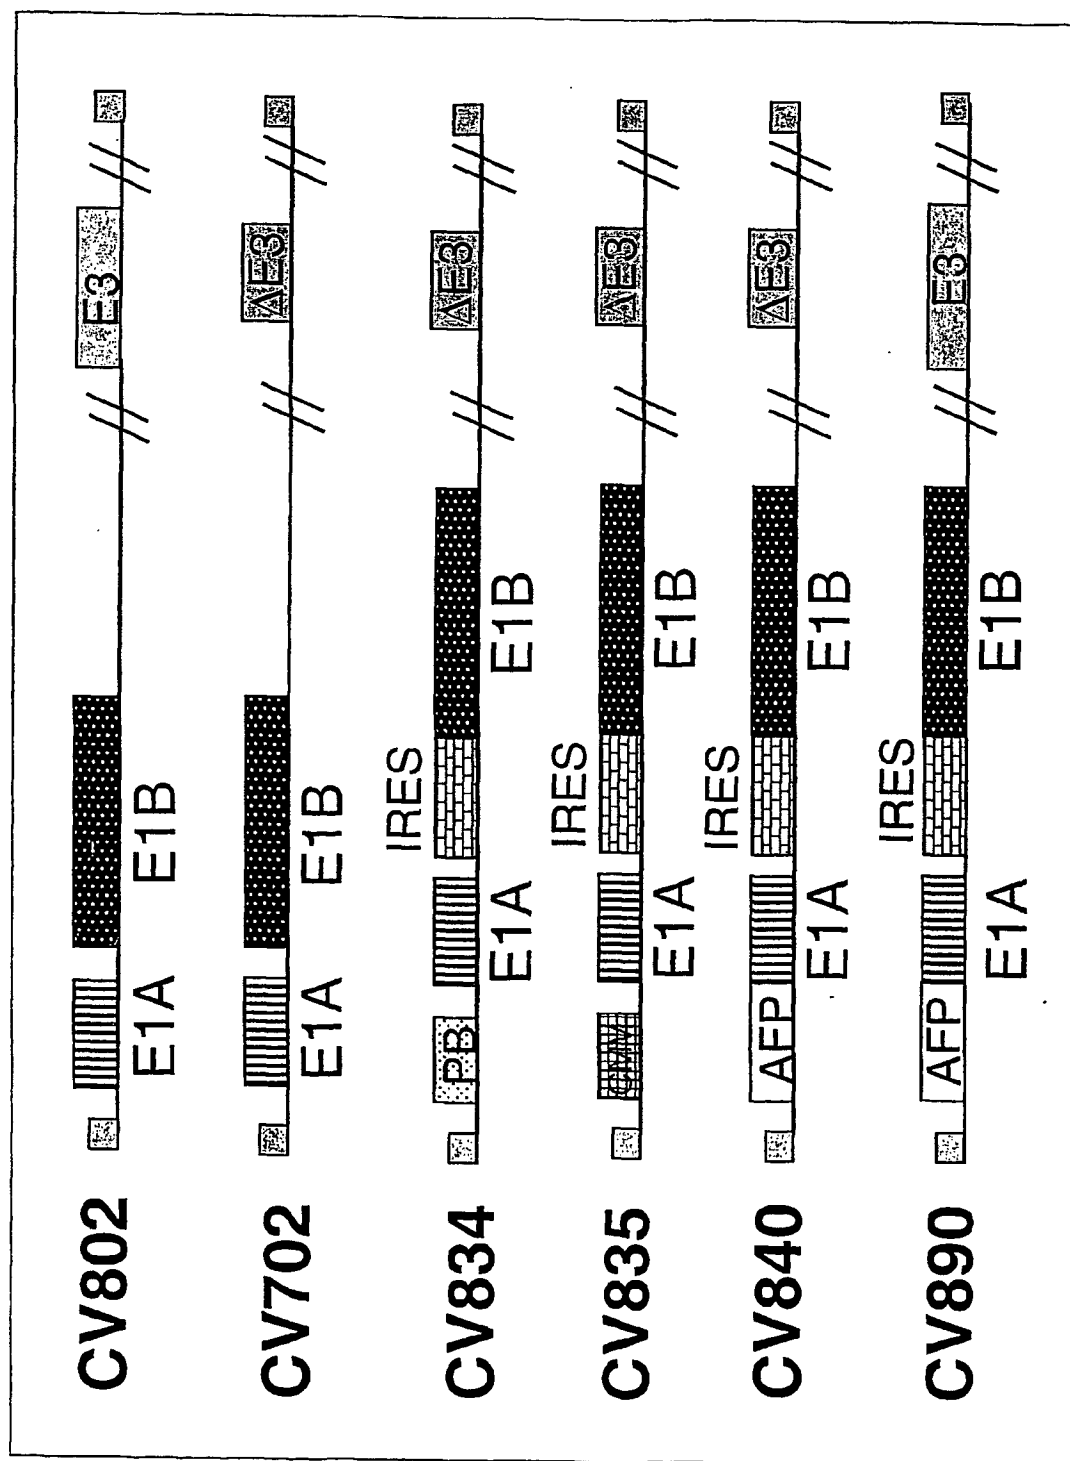 CV802 E3
E1A E1B
CV702 ΔE3
E1A E1B
IRES
CV834 PB ΔE3
E1A E1B
IRES
CV835 CMV ΔE3
E1A E1B
IRES
CV840 AFP ΔE3
E1A E1B
IRES
CV890 AFP E3
E1A E1B